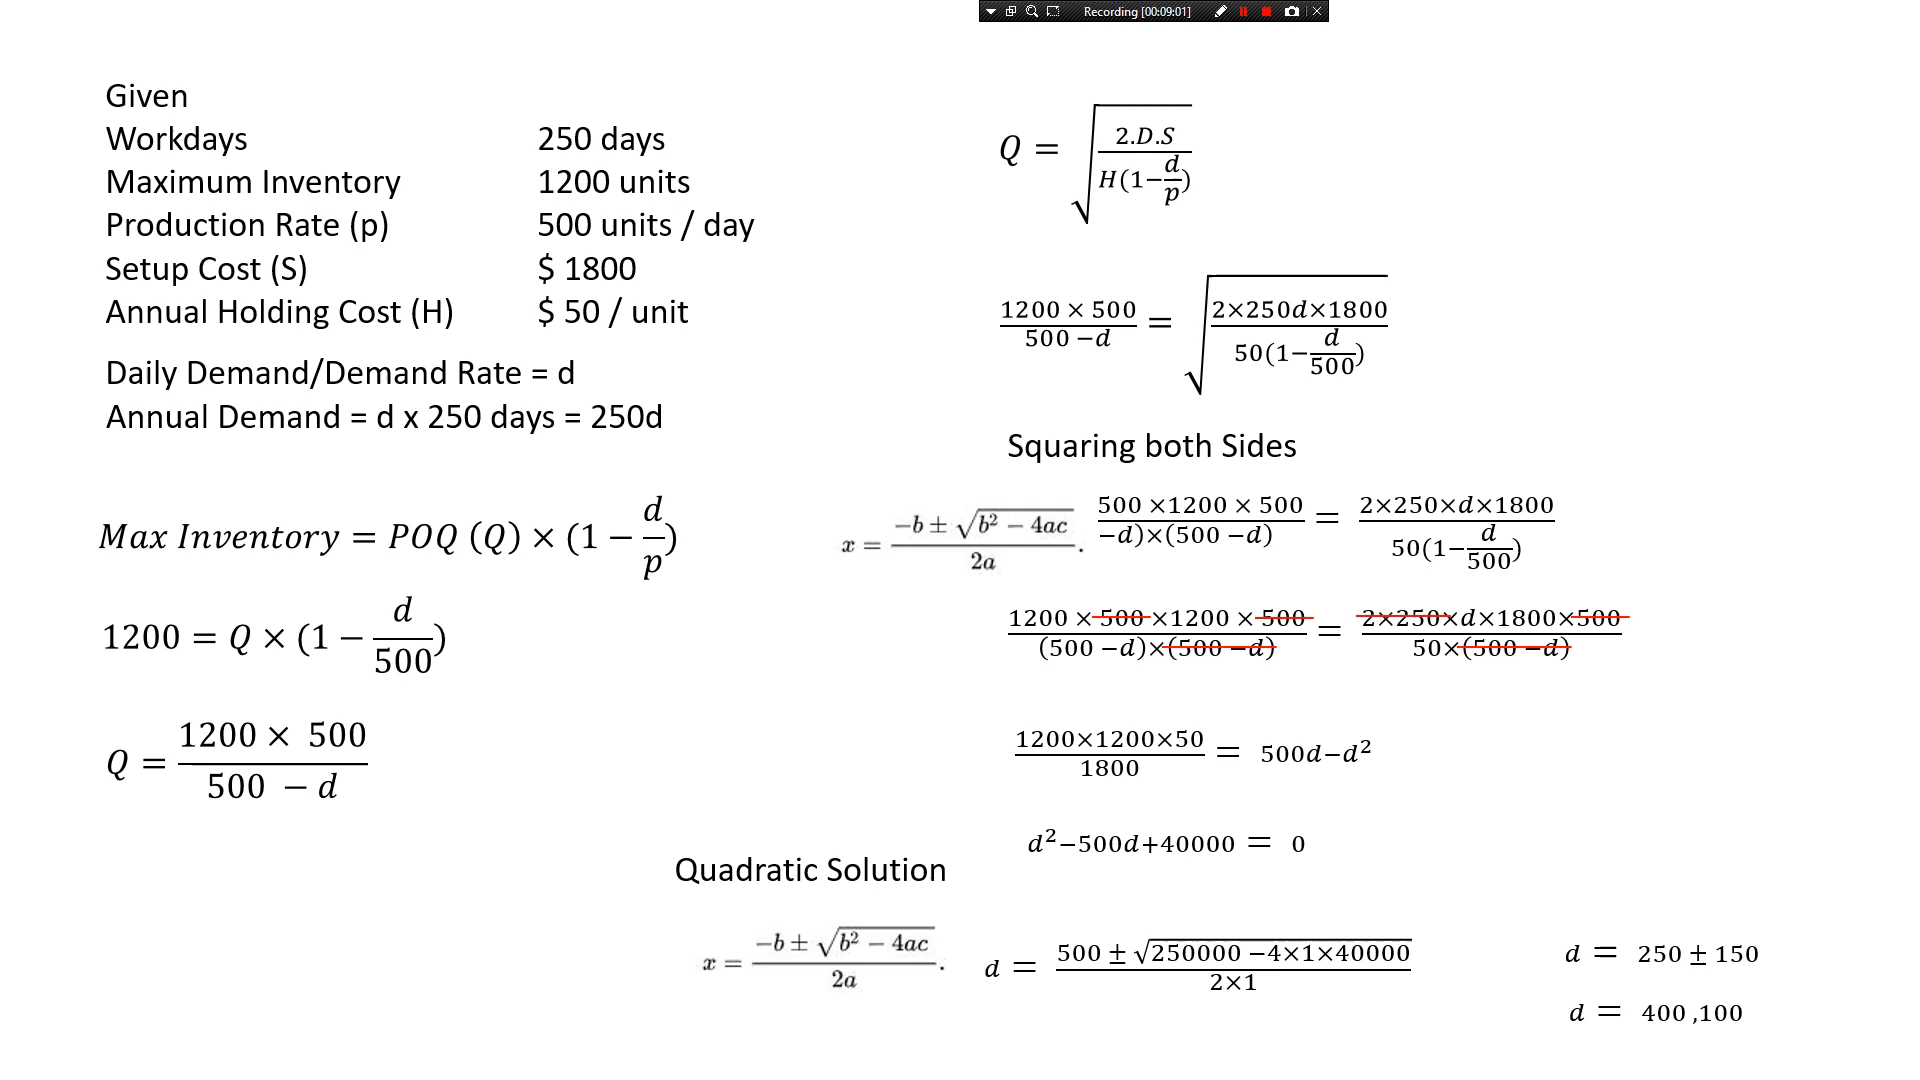 Recording [00:09:01]
Given
Workdays 250 days
Maximum Inventory 1200 units
Production Rate (p) 500 units / day
Setup Cost (S) $ 1800
Annual Holding Cost (H) $ 50 / unit
Daily Demand/Demand Rate = d
Annual Demand = d x 250 days = 250d
Max Inventory = POQ (Q) × (1 − d/p)
1200 = Q × (1 − d/500)
Q = 1200 × 500 / 500 − d
Q = √ 2.D.S / H(1−d/p)
1200 × 500 / 500 −d = √ 2×250d×1800 / 50(1−d/500)
Squaring both Sides
x = −b ± √b² − 4ac / 2a.
500 ×1200 × 500 / −d)×(500 −d) = 2×250×d×1800 / 50(1−d/500)
1200 × 500 ×1200 × 500 / (500 −d)×(500 −d) = 2×250×d×1800×500 / 50×(500 −d)
1200×1200×50 / 1800 = 500d−d²
d²−500d+40000 = 0
Quadratic Solution
x = −b ± √b² − 4ac / 2a.
d = 500 ± √250000 −4×1×40000 / 2×1
d = 250 ± 150
d = 400 ,100